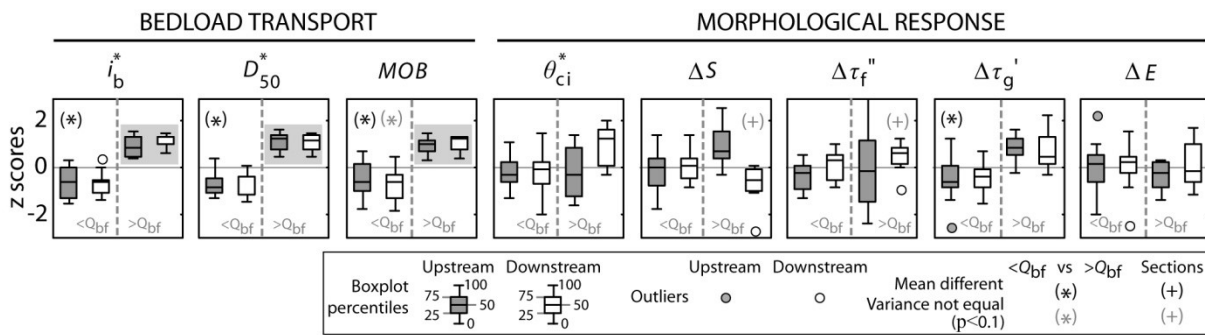 BEDLOAD TRANSPORT MORPHOLOGICAL RESPONSE
i*b D*50 MOB θ*ci ΔS Δτf" Δτg' ΔE
z scores
2
0
-2
(*) (*) (*) (*) (+) (+) (*)
<Qbf >Qbf <Qbf >Qbf <Qbf >Qbf <Qbf >Qbf <Qbf >Qbf <Qbf >Qbf <Qbf >Qbf <Qbf >Qbf
Boxplot
percentiles
Upstream Downstream
100 100
75 50 75 50
25 25
0 0
Outliers Upstream Downstream
<Qbf vs >Qbf Sections
Mean different (*) (+)
Variance not equal (*) (+)
(p<0.1)